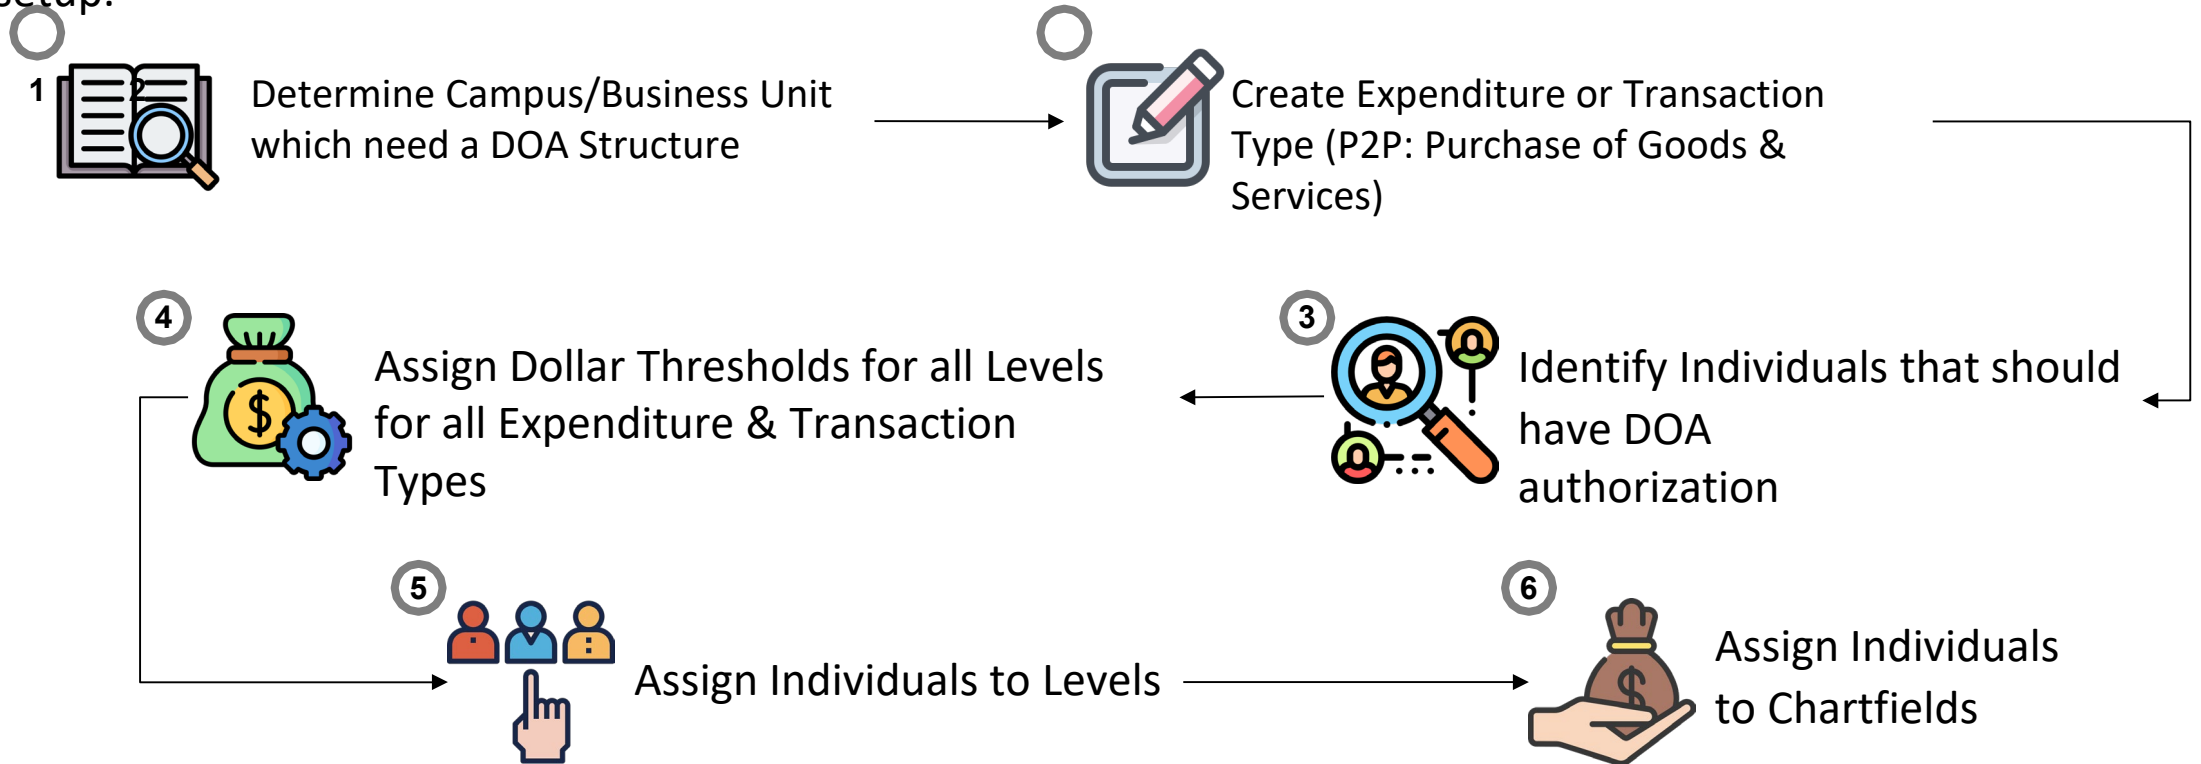 setup:
1
2
Determine Campus/Business Unit
which need a DOA Structure
Create Expenditure or Transaction
Type (P2P: Purchase of Goods &
Services)
3
Identify Individuals that should
have DOA
authorization
4
Assign Dollar Thresholds for all Levels
for all Expenditure & Transaction
Types
5
Assign Individuals to Levels
6
Assign Individuals
to Chartfields